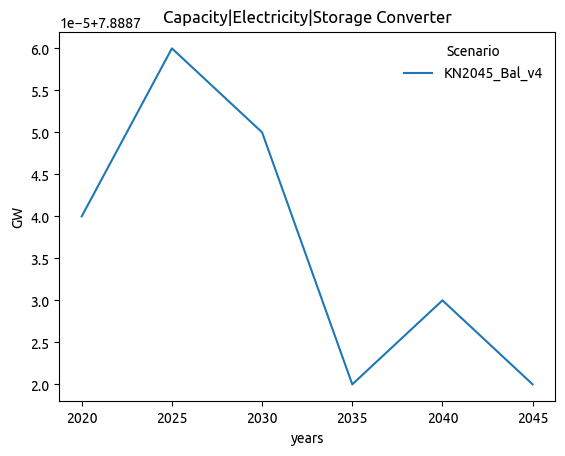 Capacity|Electricity|Storage Converter
1e−5+7.8887
Scenario
KN2045_Bal_v4
6.0
5.5
5.0
4.5
4.0
3.5
3.0
2.5
2.0
GW
2020 2025 2030 2035 2040 2045
years